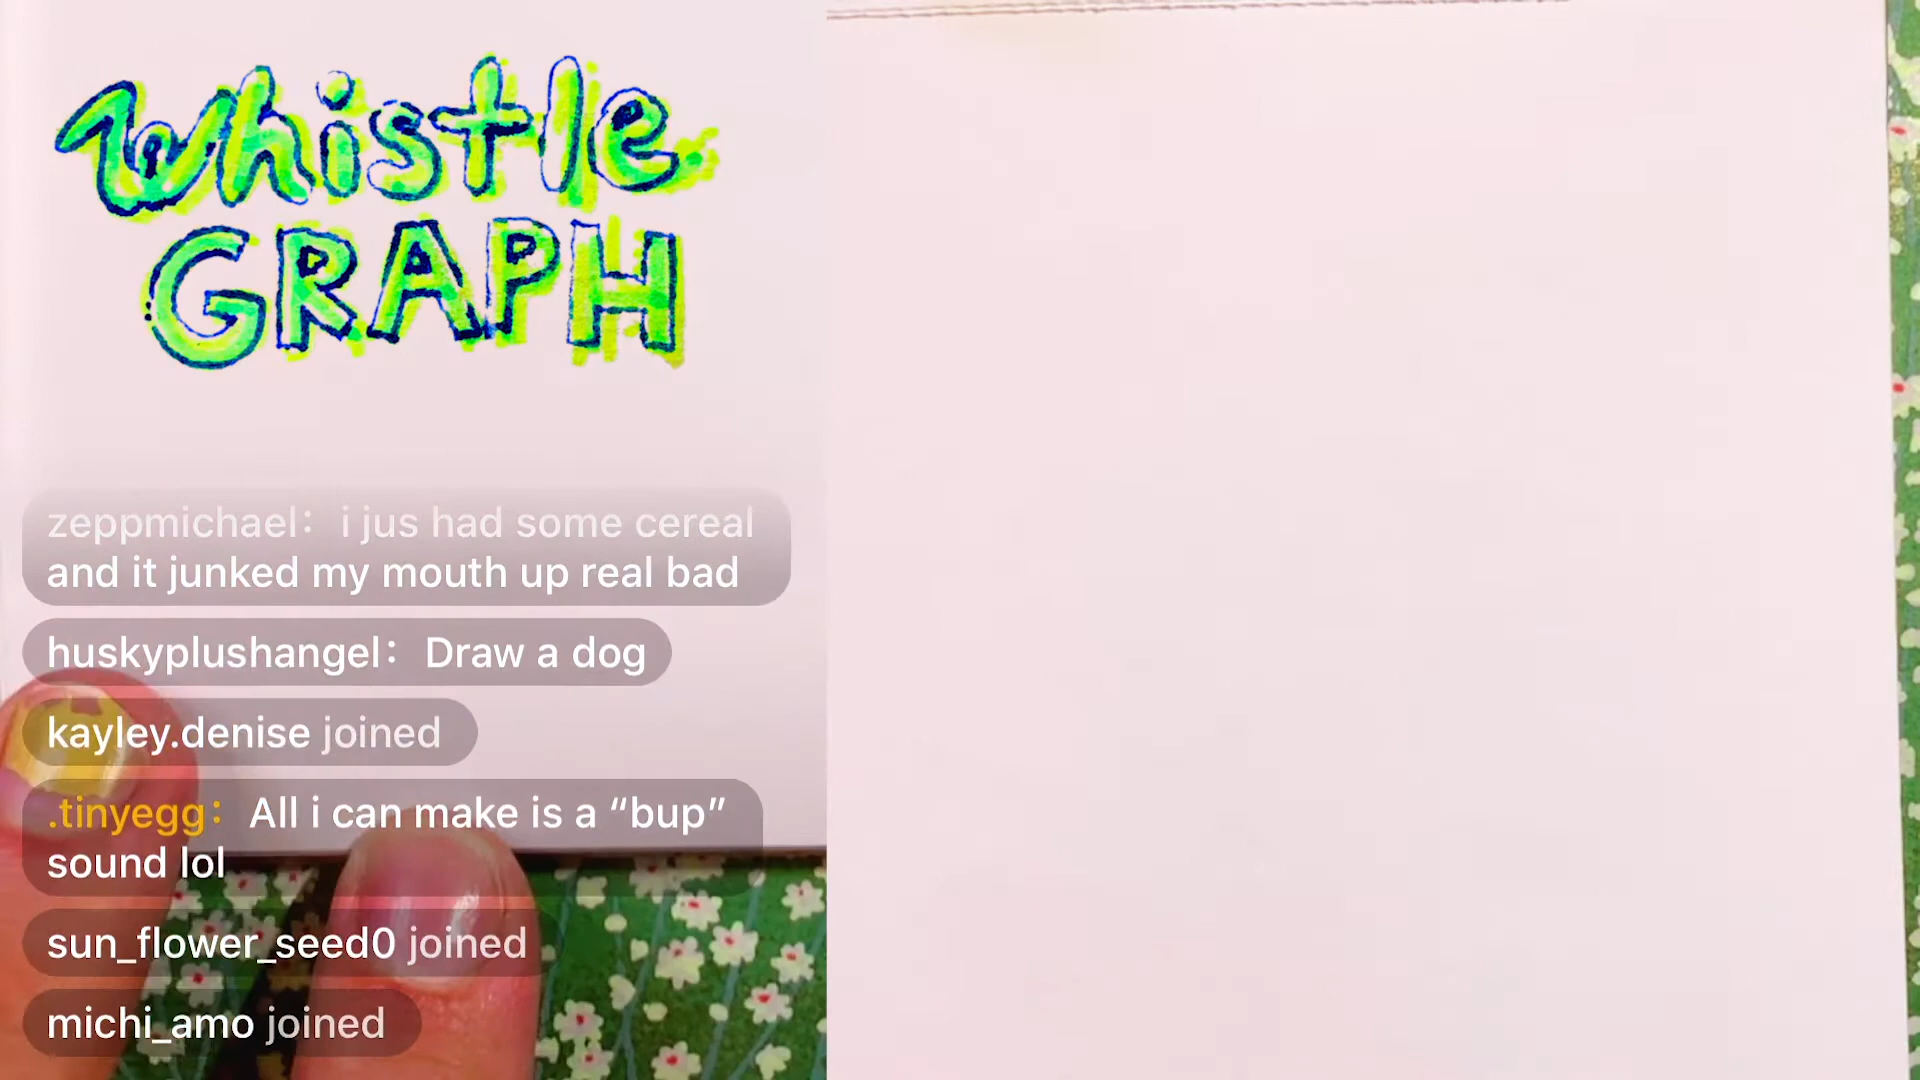 Whistle
GRAPH
zeppmichael: i jus had some cereal
and it junked my mouth up real bad
huskyplushangel: Draw a dog
kayley.denise joined
.tinyegg: All i can make is a “bup”
sound lol
sun_flower_seed0 joined
michi_amo joined